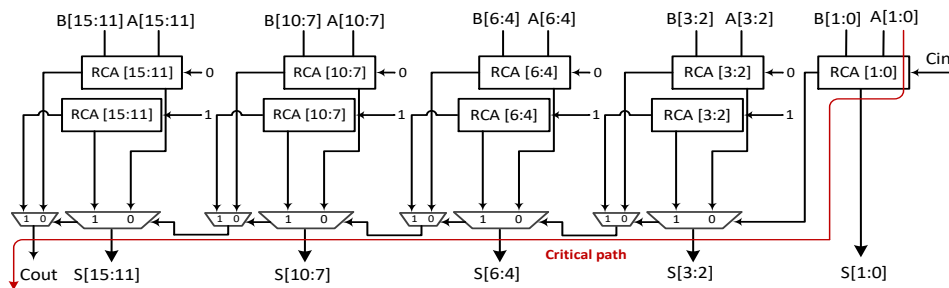 B[15:11] A[15:11] B[10:7] A[10:7] B[6:4] A[6:4] B[3:2] A[3:2] B[1:0] A[1:0]
Cin
RCA [15:11] 0 RCA [10:7] 0 RCA [6:4] 0 RCA [3:2] 0 RCA [1:0]
RCA [15:11] 1 RCA [10:7] 1 RCA [6:4] 1 RCA [3:2] 1
1 0 1 0 1 0 1 0 1 0 1 0 1 0 1 0
Critical path
Cout S[15:11] S[10:7] S[6:4] S[3:2] S[1:0]